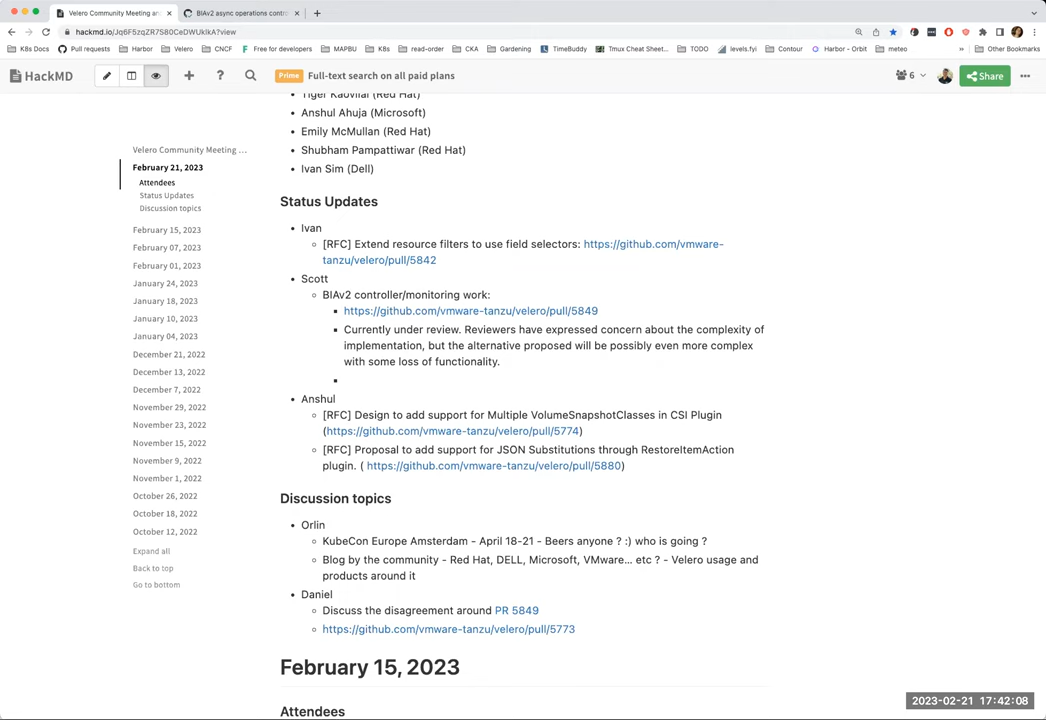 Velero Community Meeting an
BIAv2 async operations contro
hackmd.io/Jq6F5zqZR7S80CeDWUkIkA?view
K8s Docs
Pull requests
Harbor
Velero
CNCF
Free for developers
MAPBU
K8s
read-order
CKA
Gardening
TimeBuddy
Tmux Cheat Sheet...
TODO
levels.fyi
Contour
Harbor - Orbit
meteo
»
Other Bookmarks
HackMD
Prime
Full-text search on all paid plans
6
Share
Velero Community Meeting ...
February 21, 2023
Attendees
Status Updates
Discussion topics
February 15, 2023
February 07, 2023
February 01, 2023
January 24, 2023
January 18, 2023
January 10, 2023
January 04, 2023
December 21, 2022
December 13, 2022
December 7, 2022
November 29, 2022
November 23, 2022
November 15, 2022
November 9, 2022
November 1, 2022
October 26, 2022
October 18, 2022
October 12, 2022
Expand all
Back to top
Go to bottom
Tiger Kaovilai (Red Hat)
Anshul Ahuja (Microsoft)
Emily McMullan (Red Hat)
Shubham Pampattiwar (Red Hat)
Ivan Sim (Dell)
Status Updates
Ivan
[RFC] Extend resource filters to use field selectors: https://github.com/vmware-
tanzu/velero/pull/5842
Scott
BIAv2 controller/monitoring work:
https://github.com/vmware-tanzu/velero/pull/5849
Currently under review. Reviewers have expressed concern about the complexity of
implementation, but the alternative proposed will be possibly even more complex
with some loss of functionality.
Anshul
[RFC] Design to add support for Multiple VolumeSnapshotClasses in CSI Plugin
(https://github.com/vmware-tanzu/velero/pull/5774)
[RFC] Proposal to add support for JSON Substitutions through RestoreItemAction
plugin. ( https://github.com/vmware-tanzu/velero/pull/5880)
Discussion topics
Orlin
KubeCon Europe Amsterdam - April 18-21 - Beers anyone ? :) who is going ?
Blog by the community - Red Hat, DELL, Microsoft, VMware... etc ? - Velero usage and
products around it
Daniel
Discuss the disagreement around PR 5849
https://github.com/vmware-tanzu/velero/pull/5773
February 15, 2023
Attendees
2023-02-21 17:42:08